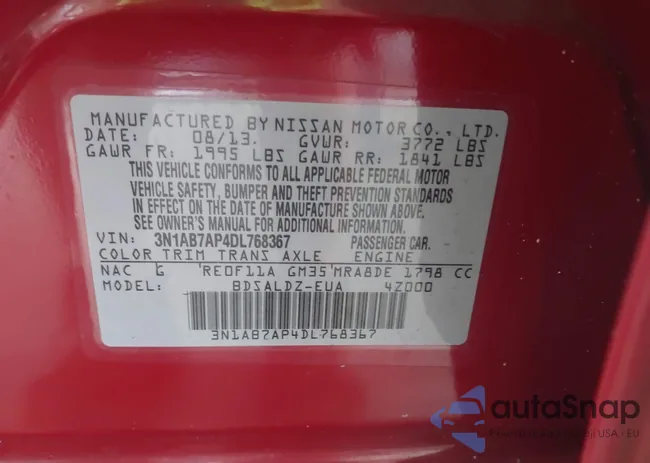 MANUFACTURED BY NISSAN MOTOR CO., LTD.
DATE: 08/13. GVWR: 3772 LBS
GAWR FR: 1995 LBS GAWR RR: 1841 LBS
THIS VEHICLE CONFORMS TO ALL APPLICABLE FEDERAL MOTOR
VEHICLE SAFETY, BUMPER AND THEFT PREVENTION STANDARDS
IN EFFECT ON THE DATE OF MANUFACTURE SHOWN ABOVE.
SEE OWNER'S MANUAL FOR ADDITIONAL INFORMATION.
VIN: 3N1AB7AP4DL768367 PASSENGER CAR.
COLOR TRIM TRANS AXLE ENGINE
NAC G RE0F11A GM35 MRA8DE 1798 CC
MODEL: BDSALDZ-EUA 4Z000
3N1AB7AP4DL768367
autoSnap
USA, EU